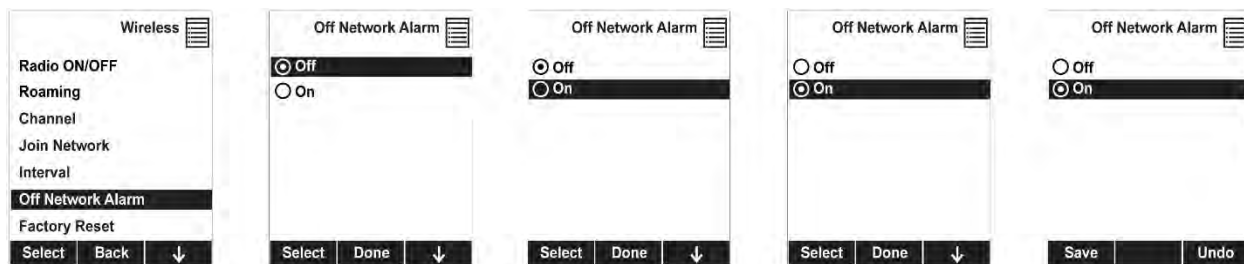 Wireless
Radio ON/OFF
Roaming
Channel
Join Network
Interval
Off Network Alarm
Factory Reset
Select Back ↓
Off Network Alarm
Off
On
Select Done ↓
Off Network Alarm
Off
On
Select Done ↓
Off Network Alarm
Off
On
Select Done ↓
Off Network Alarm
Off
On
Save Undo